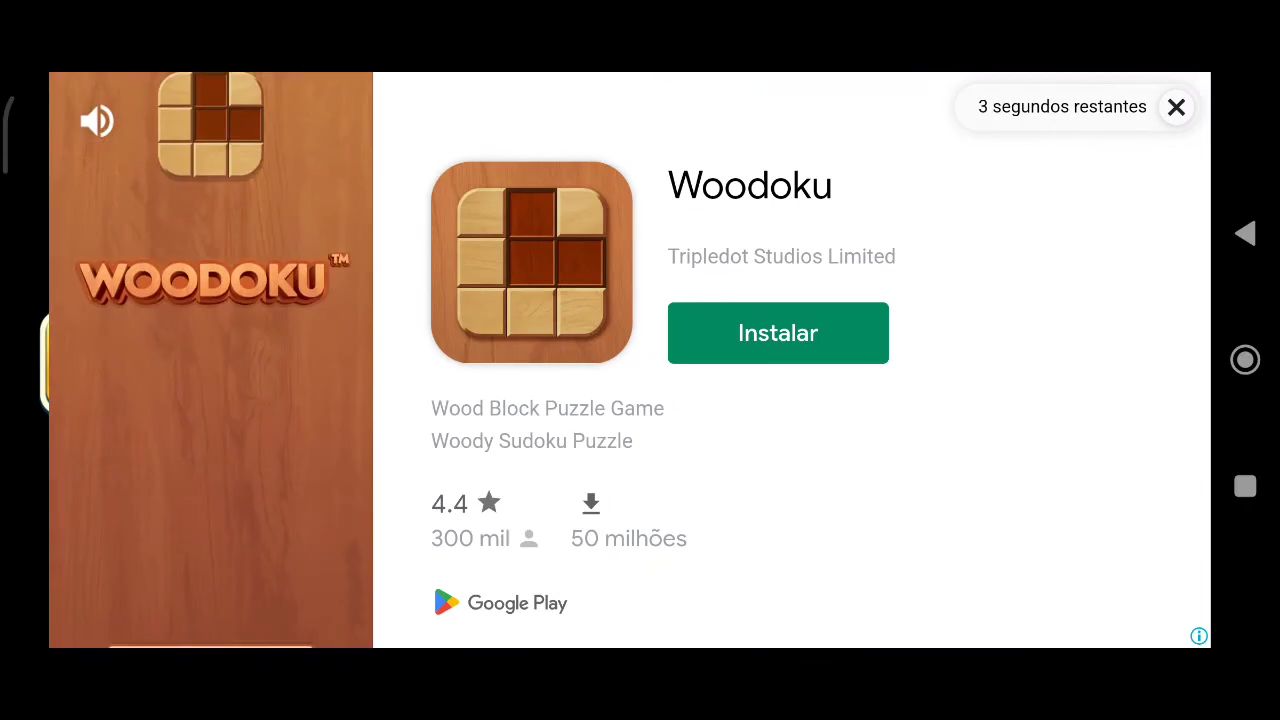 3 segundos restantes
WOODOKU™
Woodoku
Tripledot Studios Limited
Instalar
Wood Block Puzzle Game
Woody Sudoku Puzzle
4.4
300 mil
50 milhões
Google Play